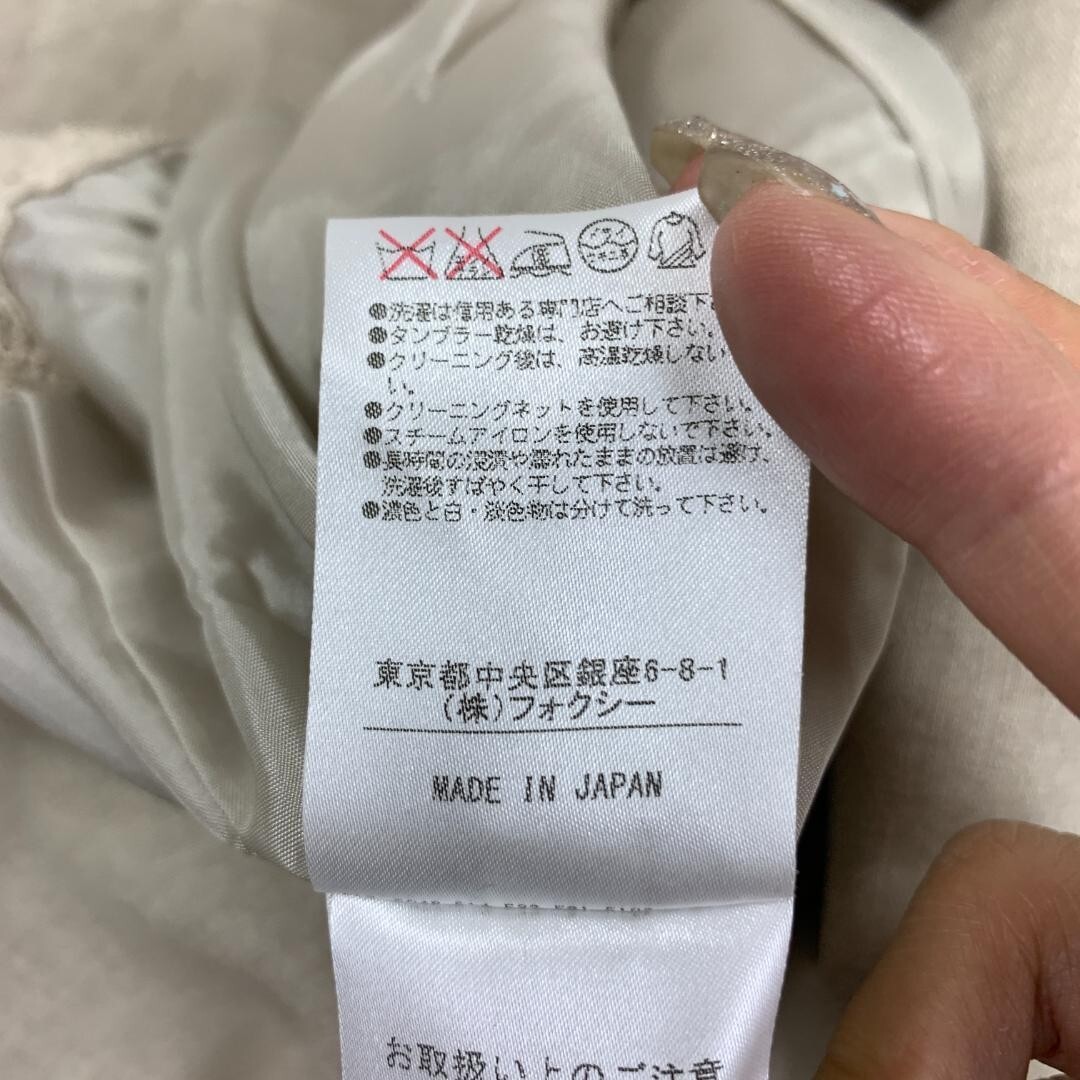 ●洗濯は信用ある専門店へご相談下
●タンブラー乾燥は、お避け下さい。
●クリーニング後は、高温乾燥しない
い。
●クリーニングネットを使用して下さい。
●スチームアイロンを使用しないで下さい。
●長時間の浸漬や濡れたままの放置は避け、
洗濯後すばやく干して下さい。
●濃色と白・淡色物は分けて洗って下さい。
東京都中央区銀座6-8-1
(株)フォクシー
MADE IN JAPAN
お取扱い上のご注意